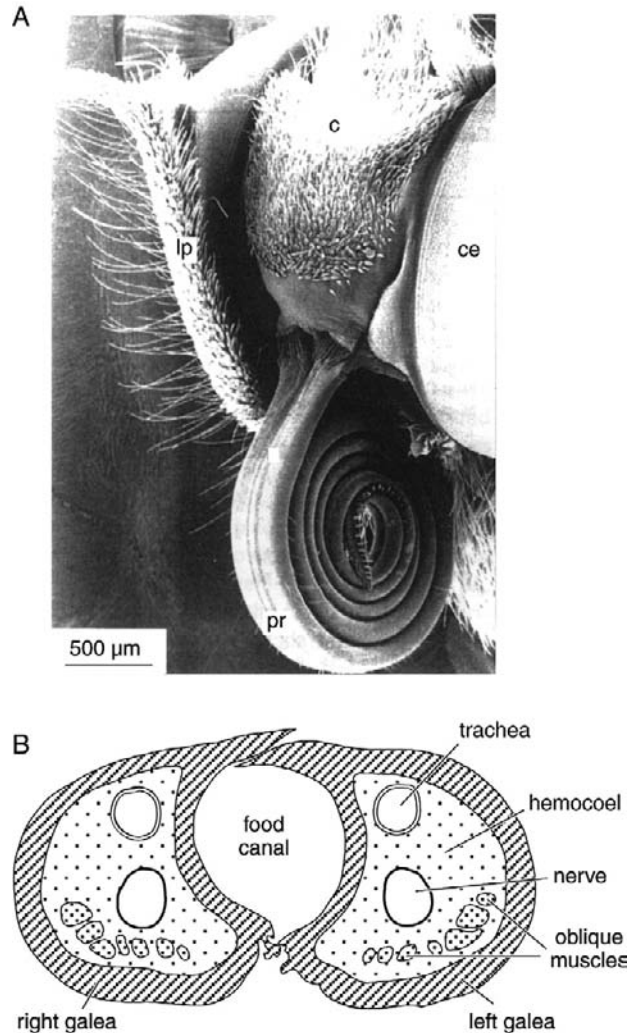 A
c
ce
lp
pr
500 µm
B
trachea
hemocoel
food
canal
nerve
oblique
muscles
right galea
left galea